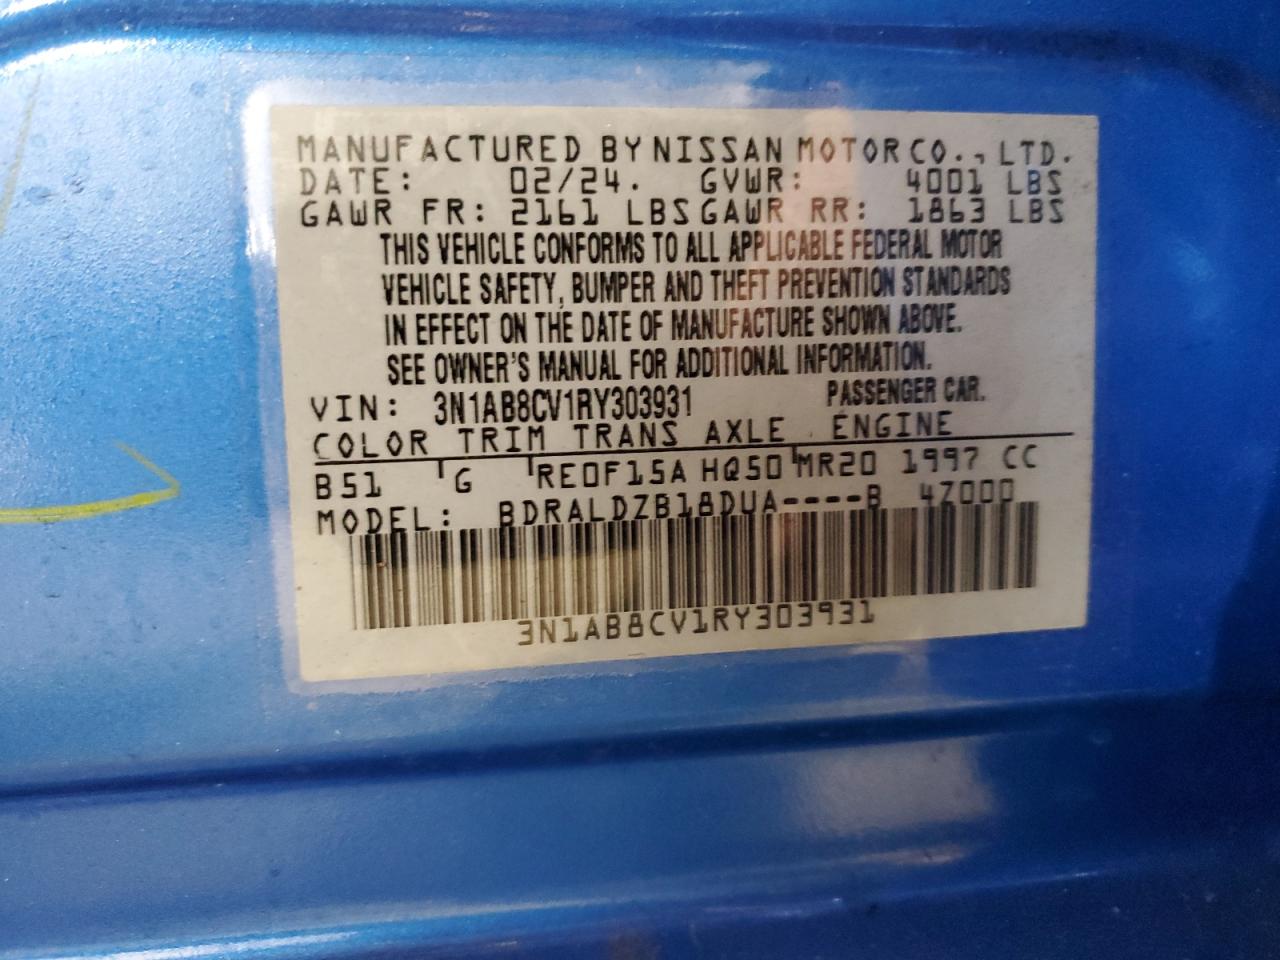 MANUFACTURED BY NISSAN MOTOR CO., LTD.
DATE: 02/24. GVWR: 4001 LBS
GAWR FR: 2161 LBS GAWR RR: 1863 LBS
THIS VEHICLE CONFORMS TO ALL APPLICABLE FEDERAL MOTOR
VEHICLE SAFETY, BUMPER AND THEFT PREVENTION STANDARDS
IN EFFECT ON THE DATE OF MANUFACTURE SHOWN ABOVE.
SEE OWNER'S MANUAL FOR ADDITIONAL INFORMATION.
VIN: 3N1AB8CV1RY303931 PASSENGER CAR.
COLOR TRIM TRANS AXLE ENGINE
B51 G RE0F15A HQ50 MR20 1997 CC
MODEL: BDRALDZB18DUA----B 4Z000
3N1AB8CV1RY303931